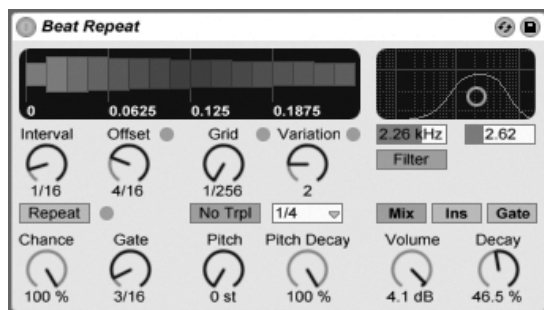 Beat Repeat
0 0.0625 0.125 0.1875
2.26 kHz 2.62
Filter
Interval Offset Grid Variation
1/16 4/16 1/256 2
Repeat No Trpl 1/4 Mix Ins Gate
Chance Gate Pitch Pitch Decay Volume Decay
100 % 3/16 0 st 100 % 4.1 dB 46.5 %